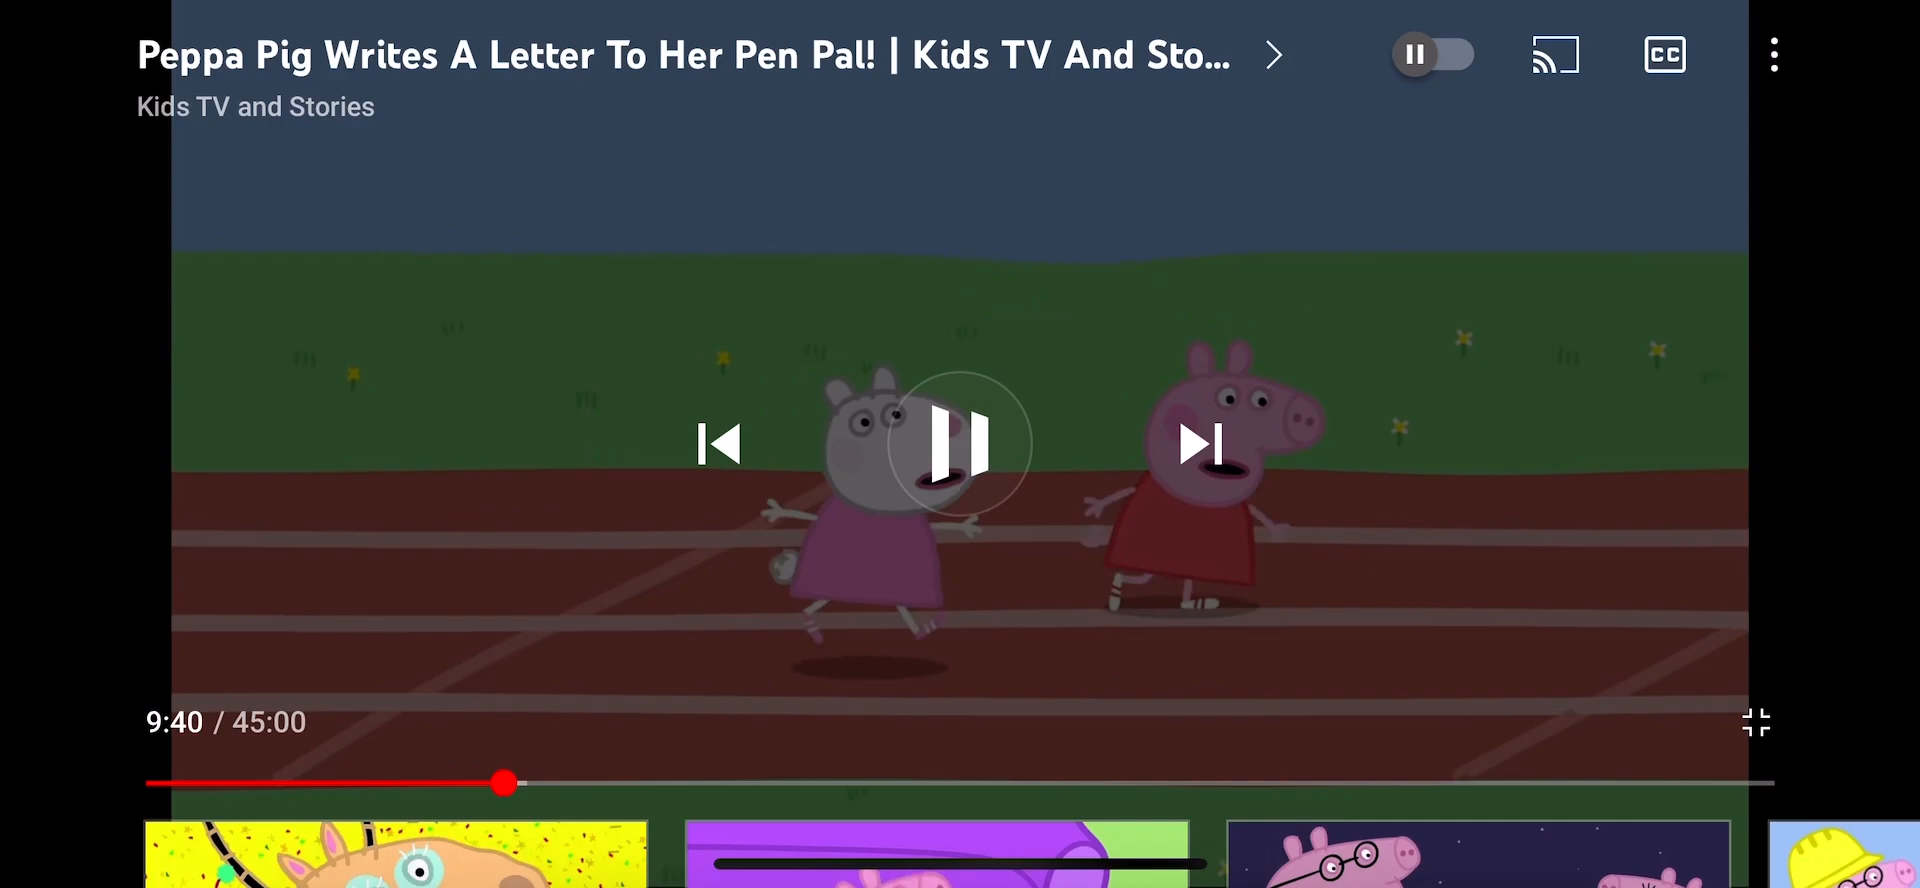 Peppa Pig Writes A Letter To Her Pen Pal! | Kids TV And Sto...
CC
Kids TV and Stories
9:40 / 45:00